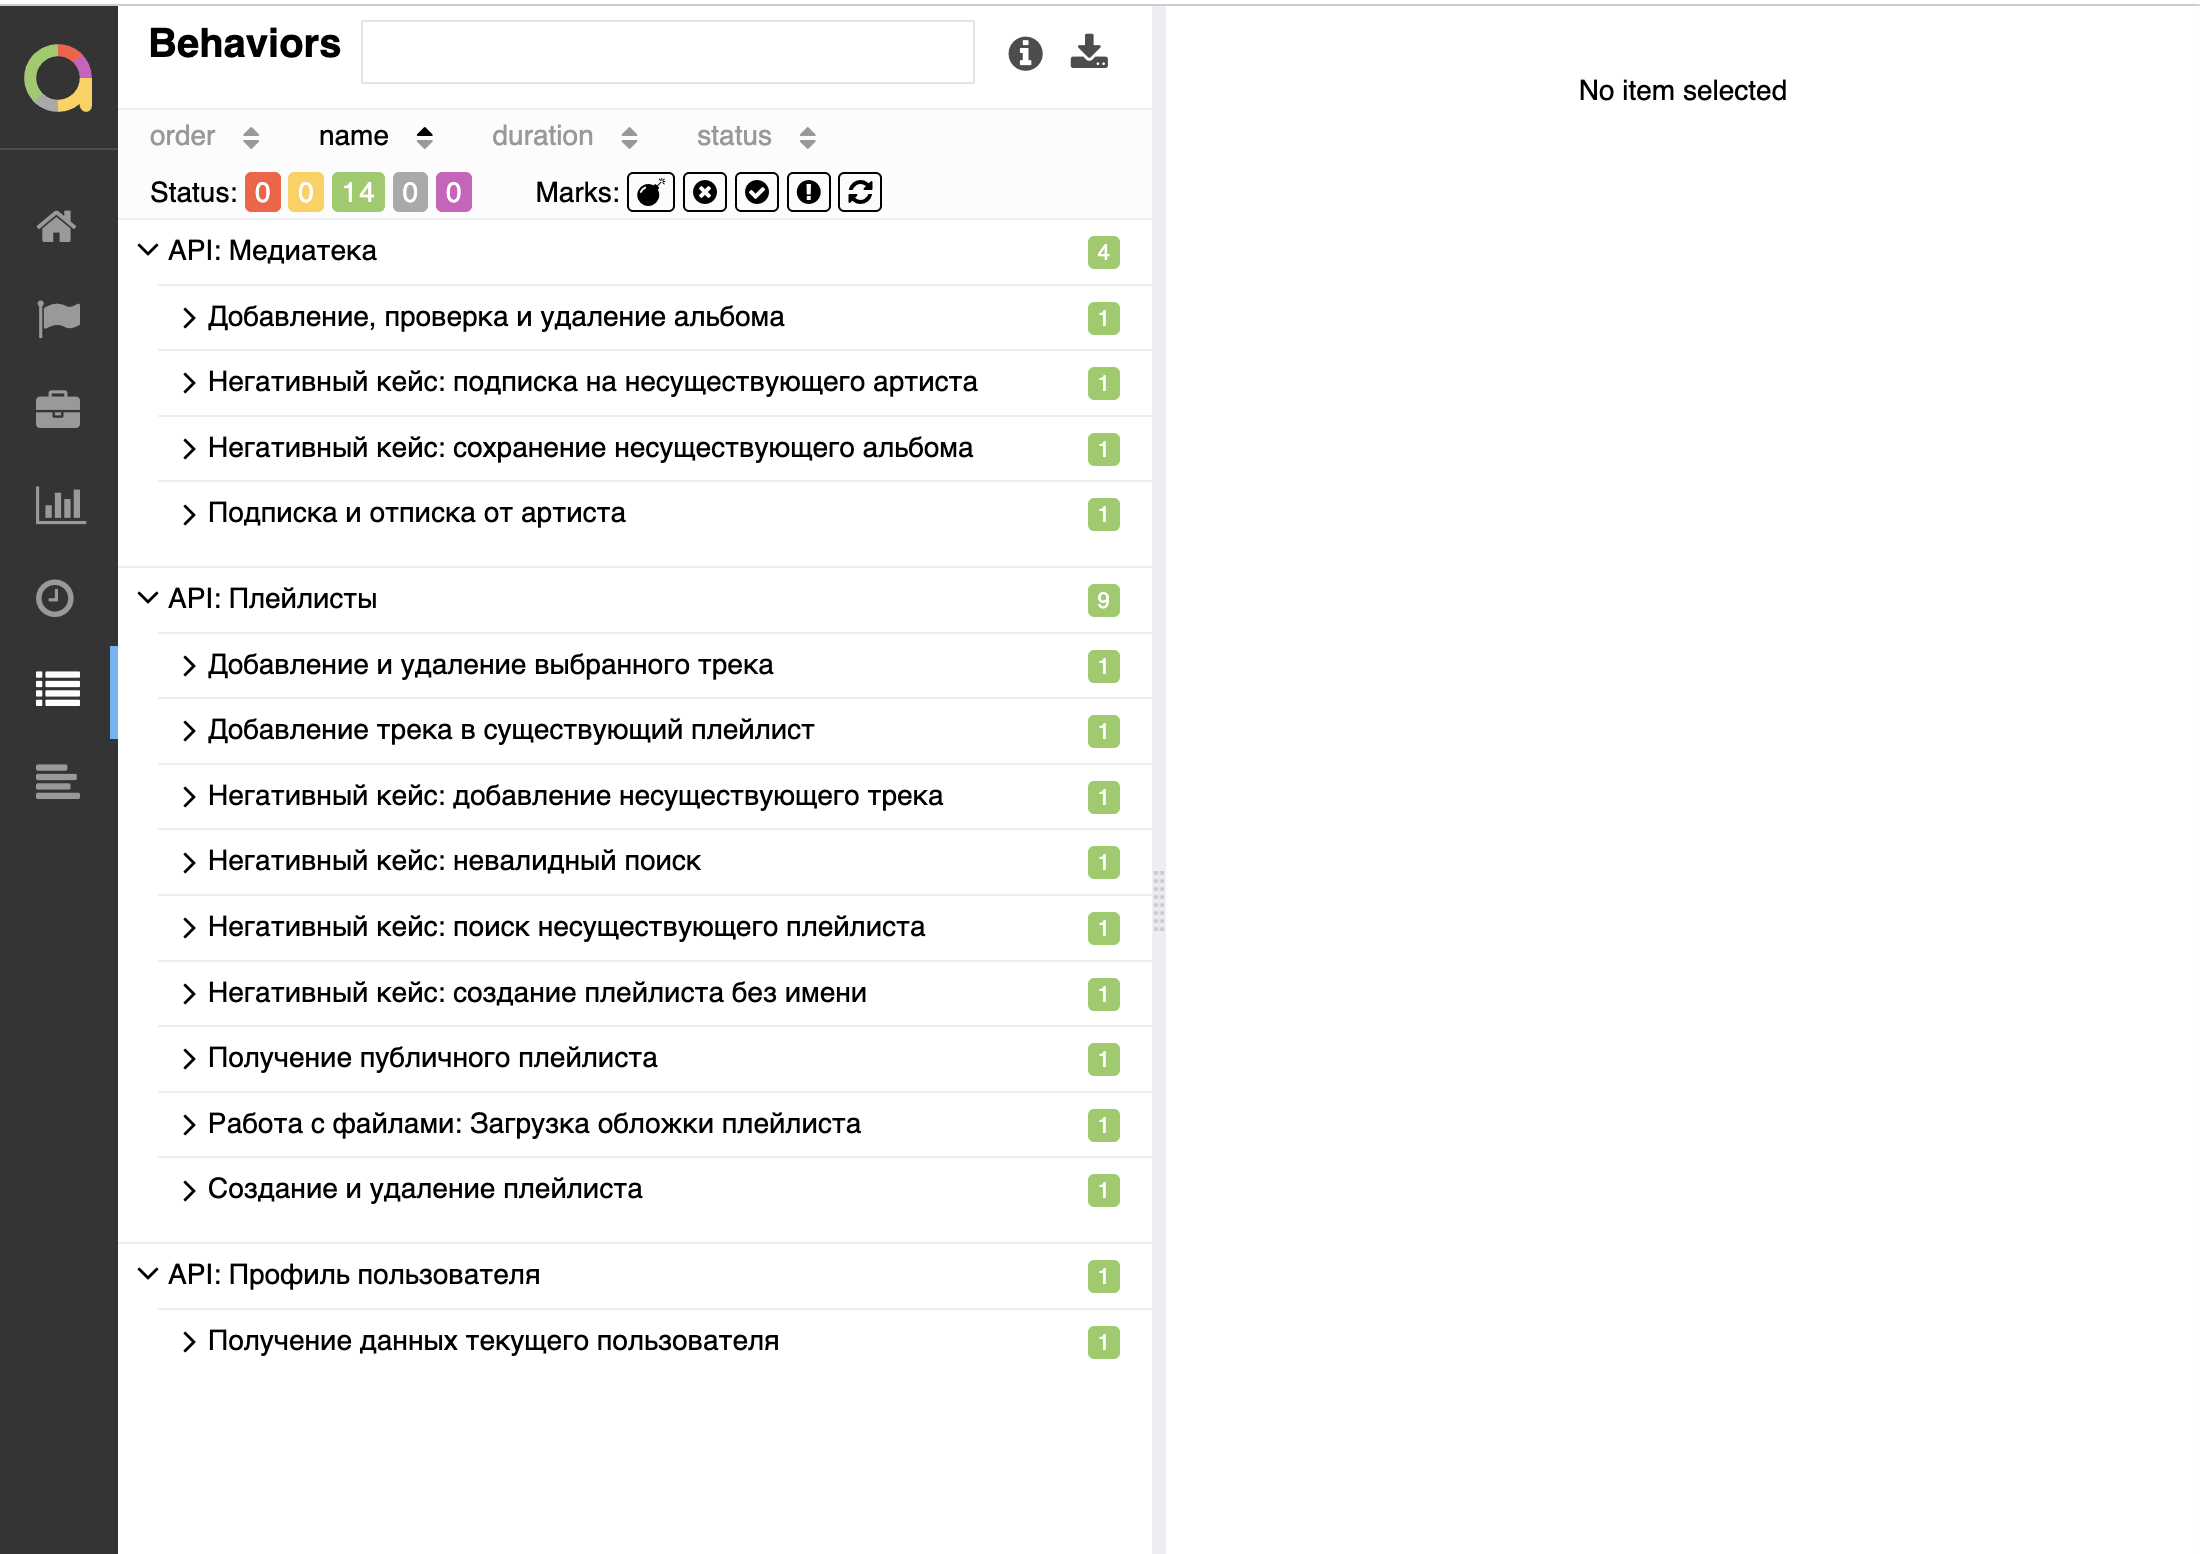 Behaviors
No item selected
order name duration status
Status: 0 0 14 0 0 Marks:
API: Медиатека 4
Добавление, проверка и удаление альбома 1
Негативный кейс: подписка на несуществующего артиста 1
Негативный кейс: сохранение несуществующего альбома 1
Подписка и отписка от артиста 1
API: Плейлисты 9
Добавление и удаление выбранного трека 1
Добавление трека в существующий плейлист 1
Негативный кейс: добавление несуществующего трека 1
Негативный кейс: невалидный поиск 1
Негативный кейс: поиск несуществующего плейлиста 1
Негативный кейс: создание плейлиста без имени 1
Получение публичного плейлиста 1
Работа с файлами: Загрузка обложки плейлиста 1
Создание и удаление плейлиста 1
API: Профиль пользователя 1
Получение данных текущего пользователя 1